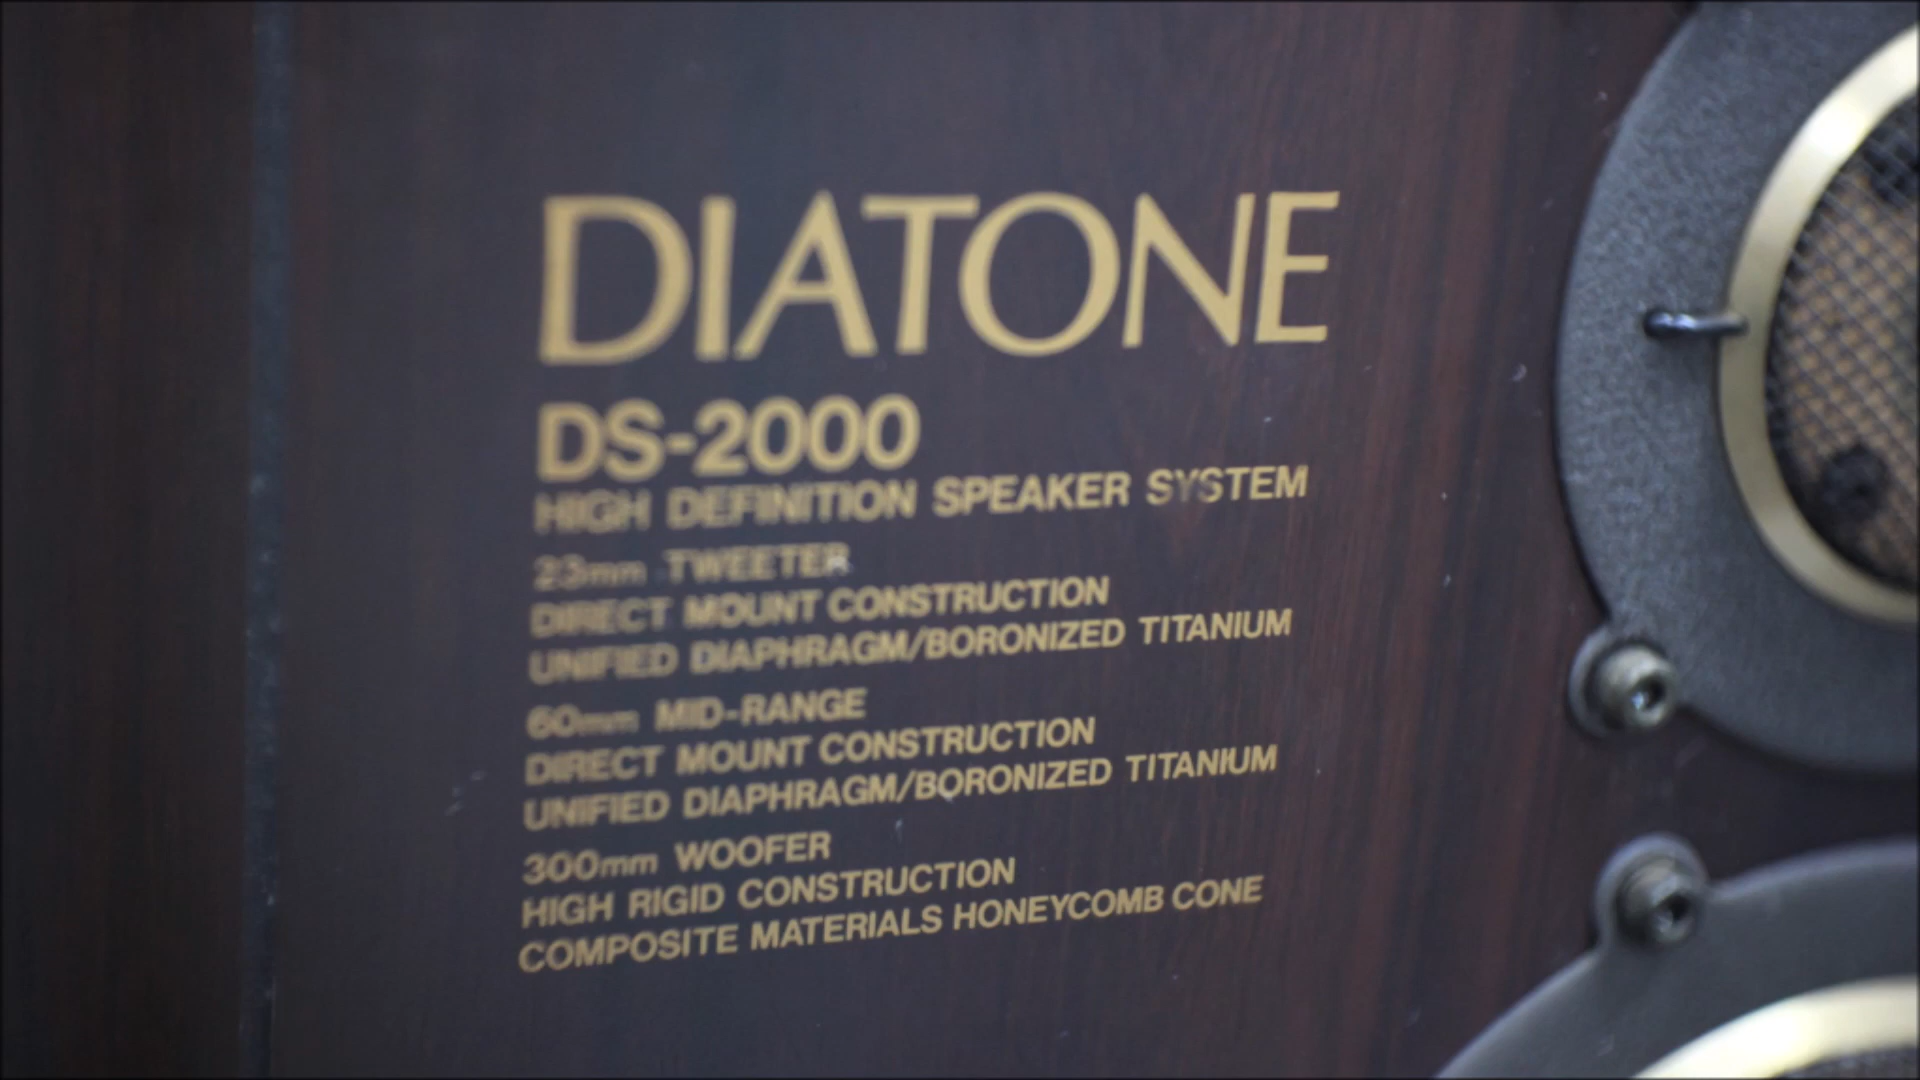 DIATONE
DS-2000
HIGH DEFINITION SPEAKER SYSTEM
23mm TWEETER
DIRECT MOUNT CONSTRUCTION
UNIFIED DIAPHRAGM/BORONIZED TITANIUM
60mm MID-RANGE
DIRECT MOUNT CONSTRUCTION
UNIFIED DIAPHRAGM/BORONIZED TITANIUM
300mm WOOFER
HIGH RIGID CONSTRUCTION
COMPOSITE MATERIALS HONEYCOMB CONE